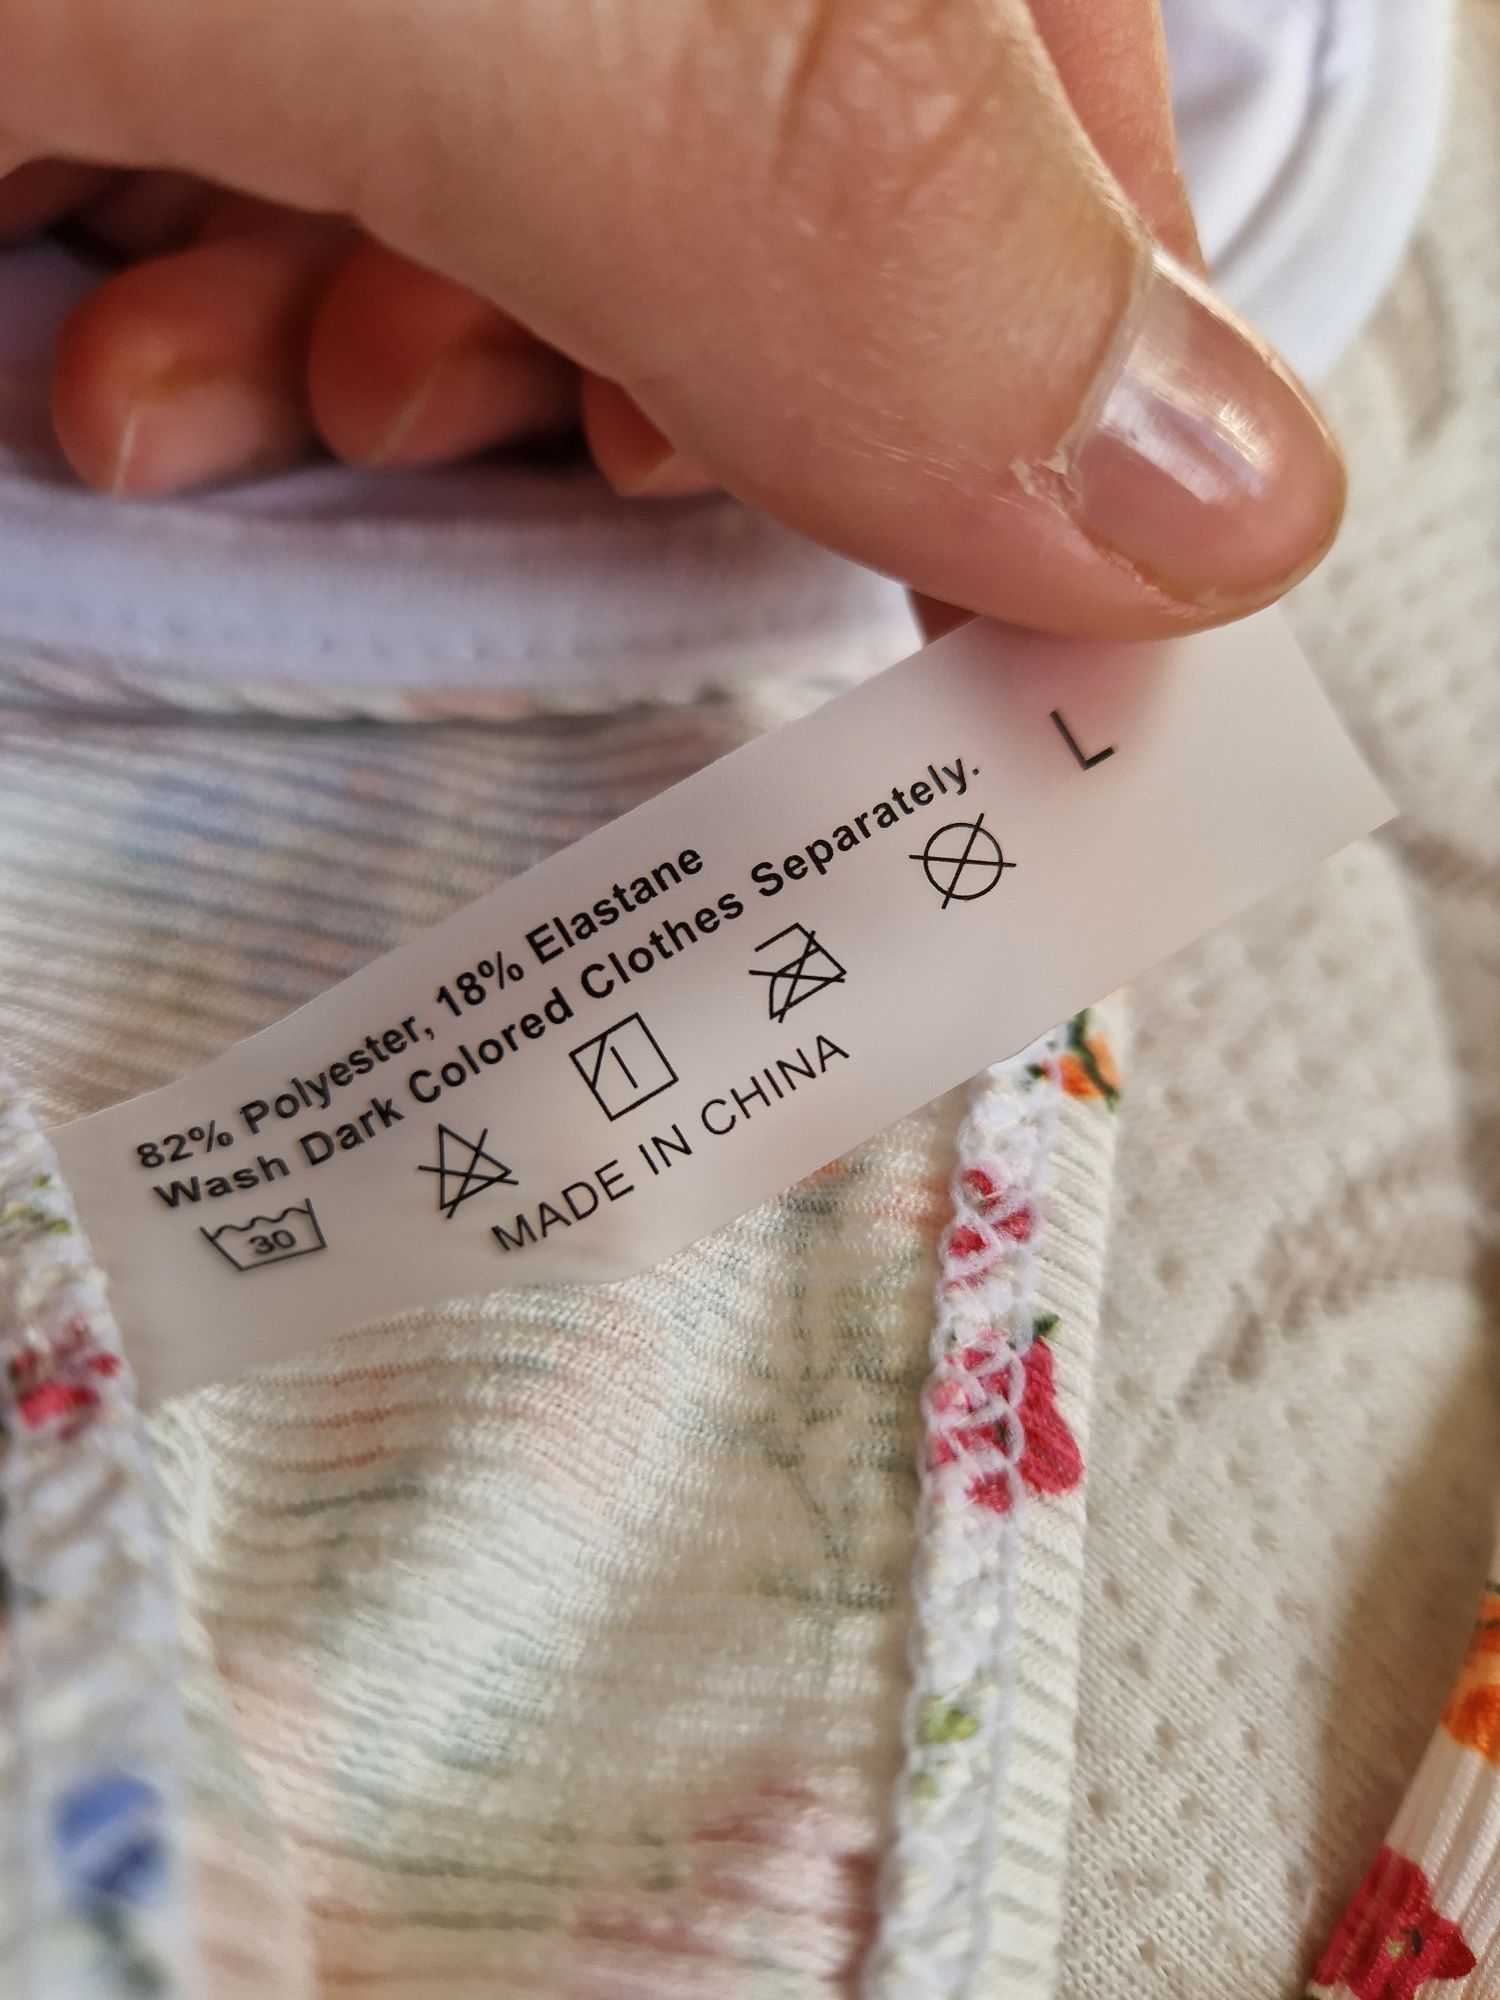 82% Polyester, 18% Elastane
Wash Dark Colored Clothes Separately.
30
MADE IN CHINA
L